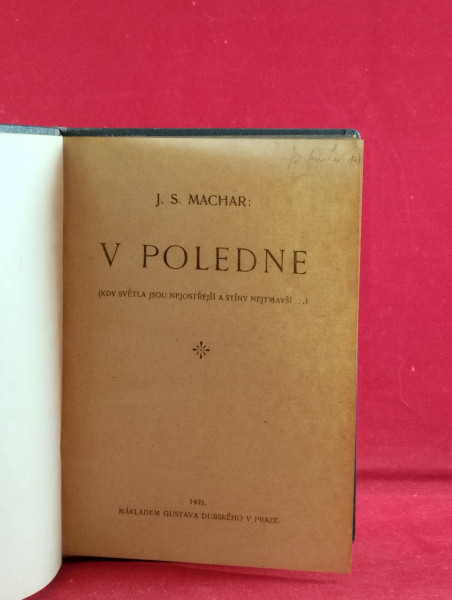 J. S. MACHAR:
V POLEDNE
(KDY SVĚTLA JSOU NEJOSTŘEJŠÍ A STÍNY NEJTMAVŠÍ...)
1921.
NÁKLADEM GUSTAVA DUBSKÉHO V PRAZE.